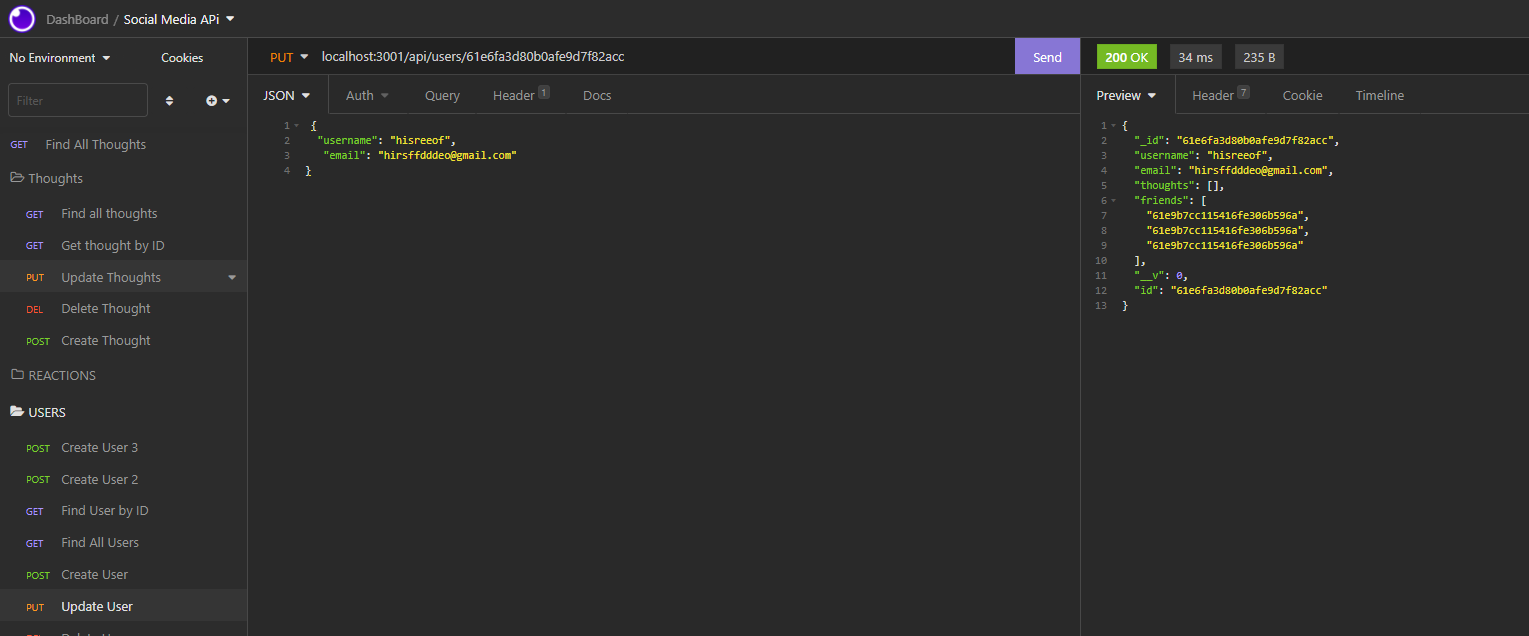 DashBoard / Social Media APi
No Environment
Cookies
Filter
GET Find All Thoughts
Thoughts
GET Find all thoughts
GET Get thought by ID
PUT Update Thoughts
DEL Delete Thought
POST Create Thought
REACTIONS
USERS
POST Create User 3
POST Create User 2
GET Find User by ID
GET Find All Users
POST Create User
PUT Update User
PUT localhost:3001/api/users/61e6fa3d80b0afe9d7f82acc
Send
JSON Auth Query Header 1 Docs
1 {
2 "username": "hisreeof",
3 "email": "hirsffdddeo@gmail.com"
4 }
200 OK 34 ms 235 B
Preview Header 7 Cookie Timeline
1 {
2 "_id": "61e6fa3d80b0afe9d7f82acc",
3 "username": "hisreeof",
4 "email": "hirsffdddeo@gmail.com",
5 "thoughts": [],
6 "friends": [
7 "61e9b7cc115416fe306b596a",
8 "61e9b7cc115416fe306b596a",
9 "61e9b7cc115416fe306b596a"
10 ],
11 "__v": 0,
12 "id": "61e6fa3d80b0afe9d7f82acc"
13 }